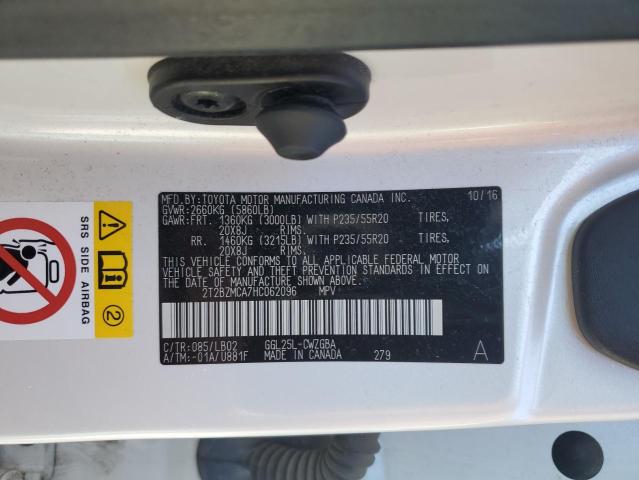 MFD.BY:TOYOTA MOTOR MANUFACTURING CANADA INC. 10/16
GVWR:2660KG (5860LB)
GAWR:FRT. 1360KG (3000LB) WITH P235/55R20 TIRES,
20X8J RIMS.
RR. 1460KG (3215LB) WITH P235/55R20 TIRES,
20X8J RIMS.
THIS VEHICLE CONFORMS TO ALL APPLICABLE FEDERAL MOTOR
VEHICLE SAFETY AND THEFT PREVENTION STANDARDS IN EFFECT ON
THE DATE OF MANUFACTURE SHOWN ABOVE.
2T2BZMCA7HC062096 MPV
C/TR:085/LB02 GGL25L-CWZGBA
A/TM:-01A/U881F MADE IN CANADA 279 A
SRS SIDE AIRBAG
2